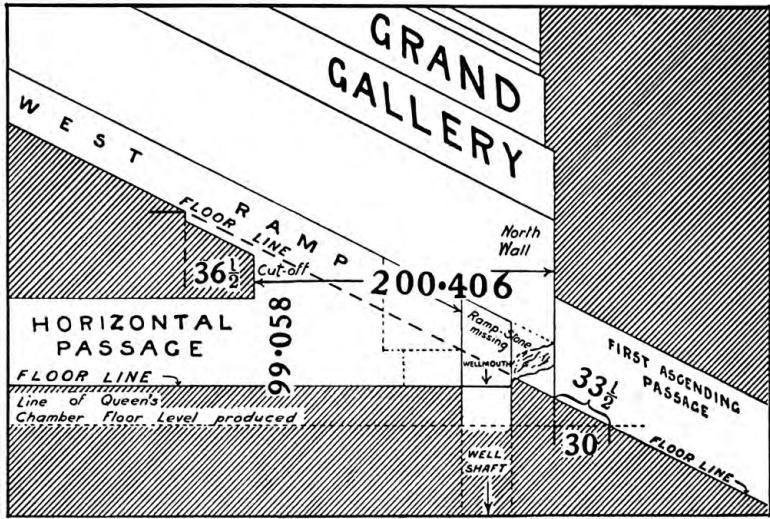 GRAND
GALLERY
WEST RAMP
FLOOR LINE
North
Wall
36½
Cut-off
200·406
99·058
Ramp-Stone
missing
WELLMOUTH
HORIZONTAL
PASSAGE
FLOOR LINE
Line of Queen's
Chamber Floor Level produced
FIRST ASCENDING
PASSAGE
33½
30
FLOOR LINE
WELL
SHAFT